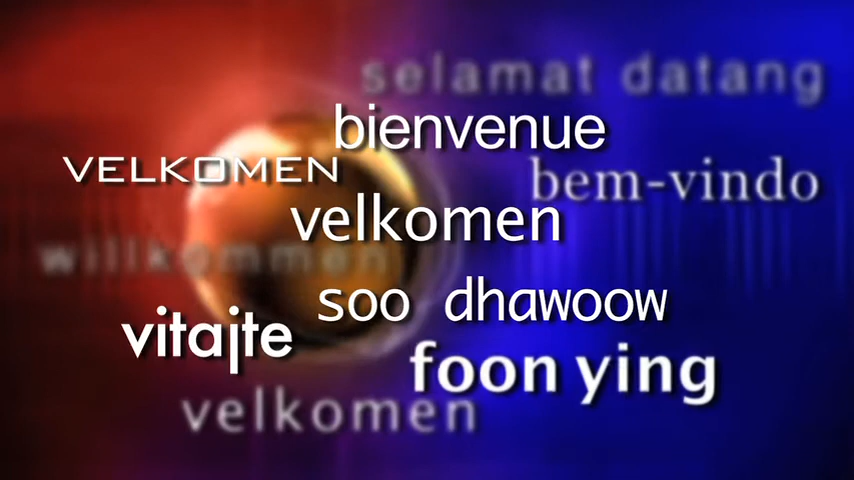 selamat datang
bienvenue
VELKOMEN
bem-vindo
velkomen
willkommen
soo dhawoow
vitajte
foon ying
velkomen